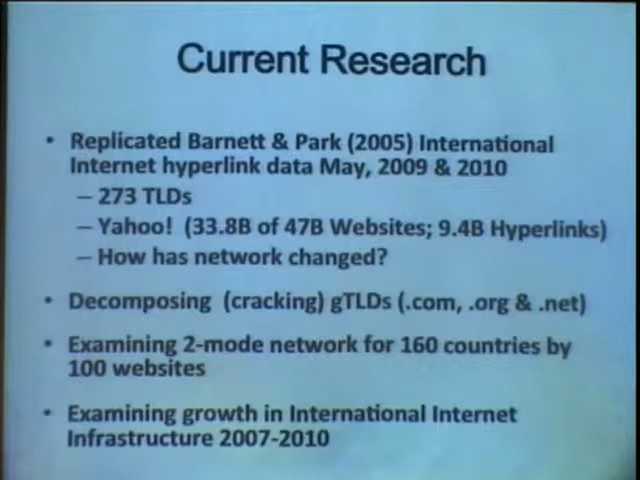 Current Research
• Replicated Barnett & Park (2005) International
Internet hyperlink data May, 2009 & 2010
– 273 TLDs
– Yahoo! (33.8B of 47B Websites; 9.4B Hyperlinks)
– How has network changed?
• Decomposing (cracking) gTLDs (.com, .org & .net)
• Examining 2-mode network for 160 countries by
100 websites
• Examining growth in International Internet
Infrastructure 2007-2010